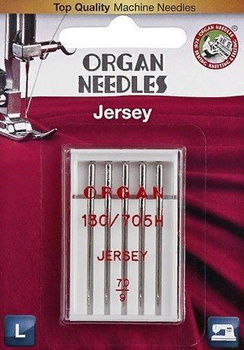 Top Quality Machine Needles
ORGAN
NEEDLES
Jersey
ORGAN
130/705H
JERSEY
70
9
L